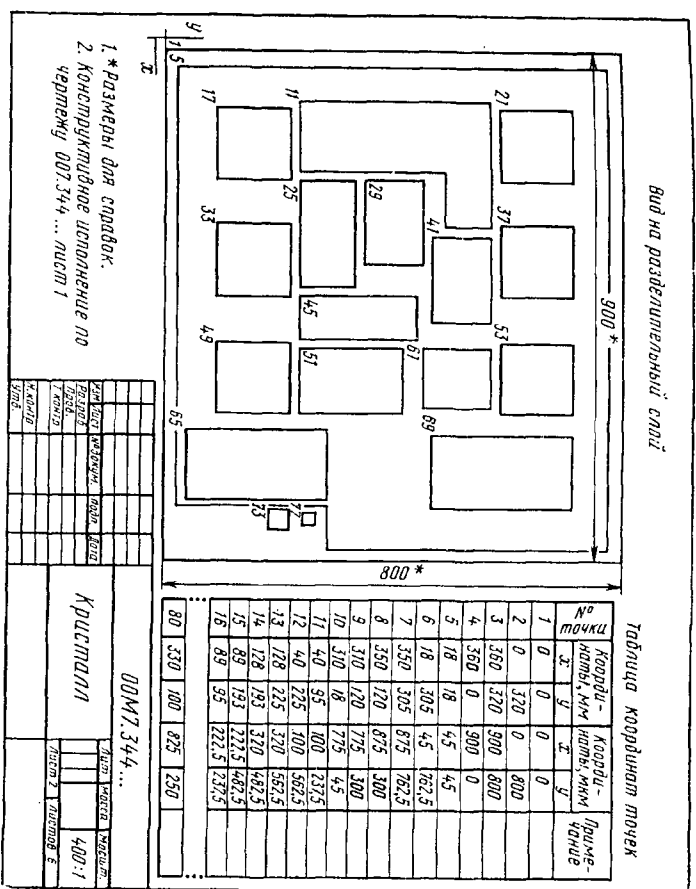 Вид на разделительный слой
900 *
800 *
21
37
53
69
41
61
11
29
25
45
57
17
33
49
65
77
73
5
1
у
х
1. * Размеры для справок.
2. Конструктивное исполнение по
чертежу 007.344 ... лист 1
Таблица координат точек
№ точки | Координаты, мм | Координаты, мкм | Примечание
х у х у
1 0 0 0 0
2 0 320 0 800
3 360 320 900 800
4 360 0 900 0
5 18 18 45 45
6 18 305 45 762,5
7 350 305 875 762,5
8 350 120 875 300
9 310 120 775 300
10 310 18 775 45
11 40 95 100 237,5
12 40 225 100 562,5
13 128 225 320 562,5
14 128 193 320 482,5
15 89 193 222,5 482,5
16 89 95 222,5 237,5
80 330 100 825 250
00М7.344...
Кристалл
Лит Масса Масшт.
400:1
Лист 2 Листов 6
Изм Лист №докум. Подп. Дата
Разраб
Пров.
Т.контр
Н.контр
Утв.